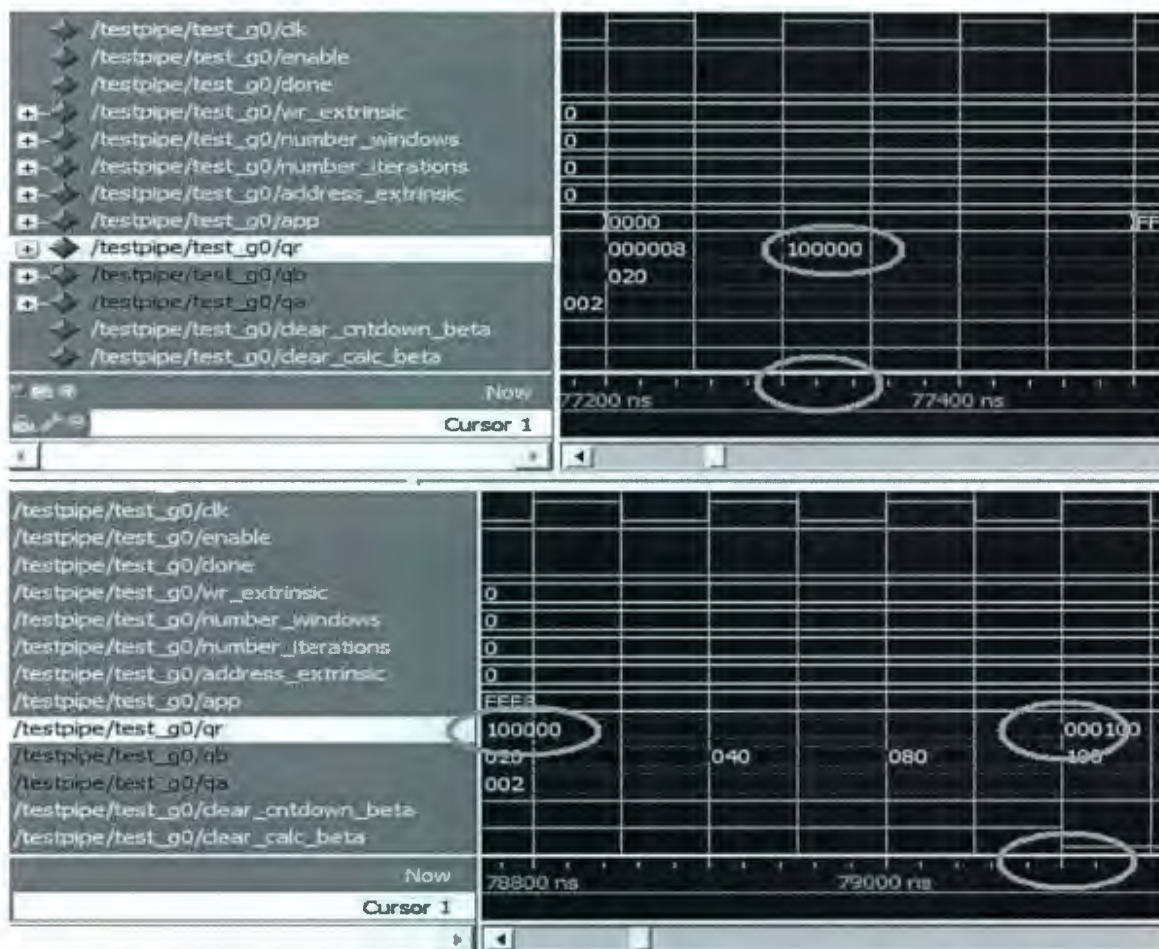 /testpipe/test_g0/clk
/testpipe/test_g0/enable
/testpipe/test_g0/done
/testpipe/test_g0/wr_extrinsic 0
/testpipe/test_g0/number_windows 0
/testpipe/test_g0/number_iterations 0
/testpipe/test_g0/address_extrinsic 0
/testpipe/test_g0/app 0000 FF
/testpipe/test_g0/qr 000008 100000
/testpipe/test_g0/qb 020
/testpipe/test_g0/qa 002
/testpipe/test_g0/clear_cntdown_beta
/testpipe/test_g0/clear_calc_beta
Now 77200 ns 77400 ns
Cursor 1
/testpipe/test_g0/clk
/testpipe/test_g0/enable
/testpipe/test_g0/done
/testpipe/test_g0/wr_extrinsic 0
/testpipe/test_g0/number_windows 0
/testpipe/test_g0/number_iterations 0
/testpipe/test_g0/address_extrinsic 0
/testpipe/test_g0/app
/testpipe/test_g0/qr 100000 000100
/testpipe/test_g0/qb 020 040 080 100
/testpipe/test_g0/qa 002
/testpipe/test_g0/clear_cntdown_beta
/testpipe/test_g0/clear_calc_beta
Now 78800 ns 79000 ns
Cursor 1